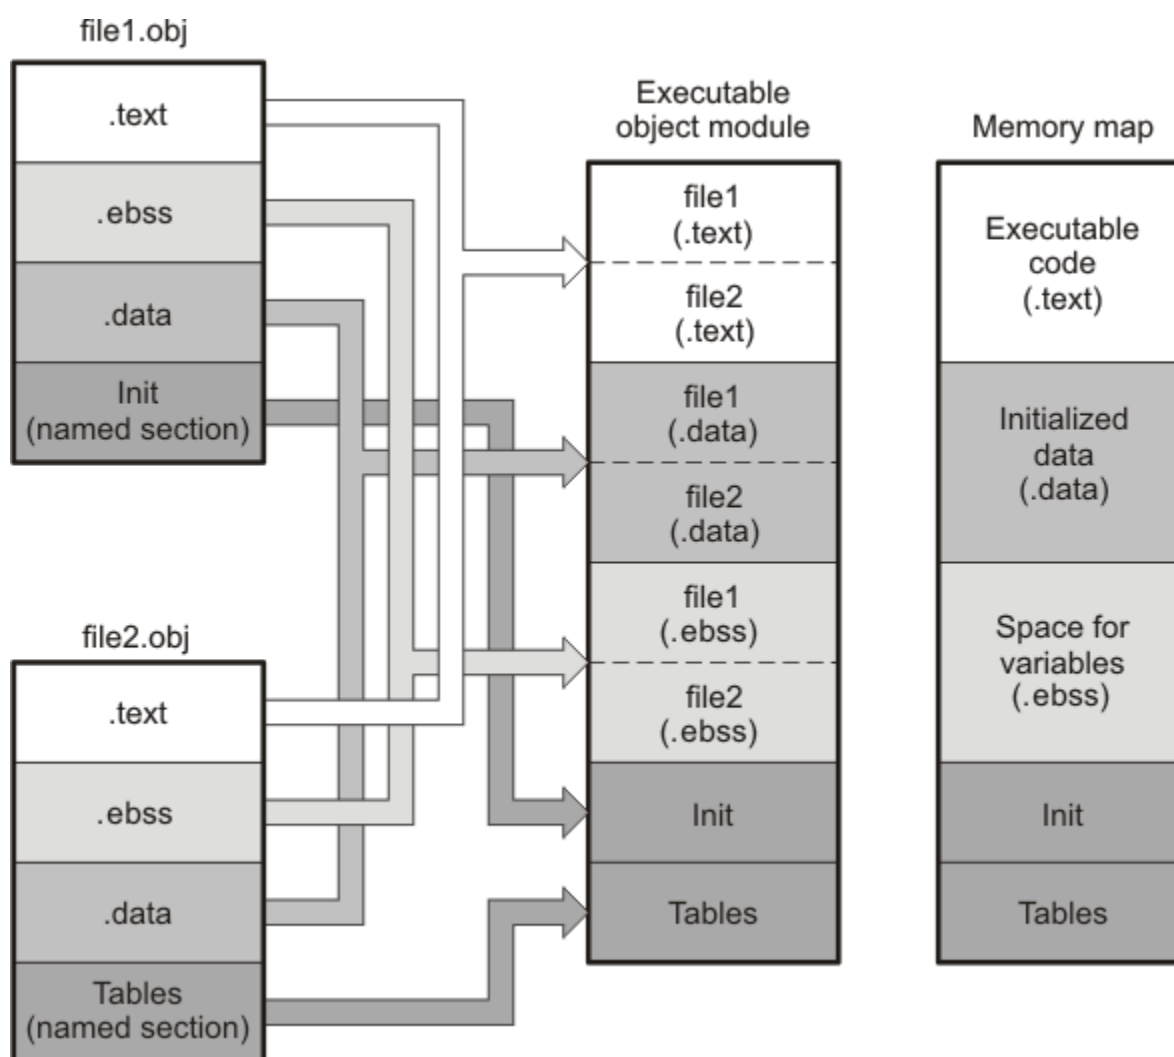 file1.obj
.text
.ebss
.data
Init
(named section)
file2.obj
.text
.ebss
.data
Tables
(named section)
Executable
object module
file1
(.text)
file2
(.text)
file1
(.data)
file2
(.data)
file1
(.ebss)
file2
(.ebss)
Init
Tables
Memory map
Executable
code
(.text)
Initialized
data
(.data)
Space for
variables
(.ebss)
Init
Tables